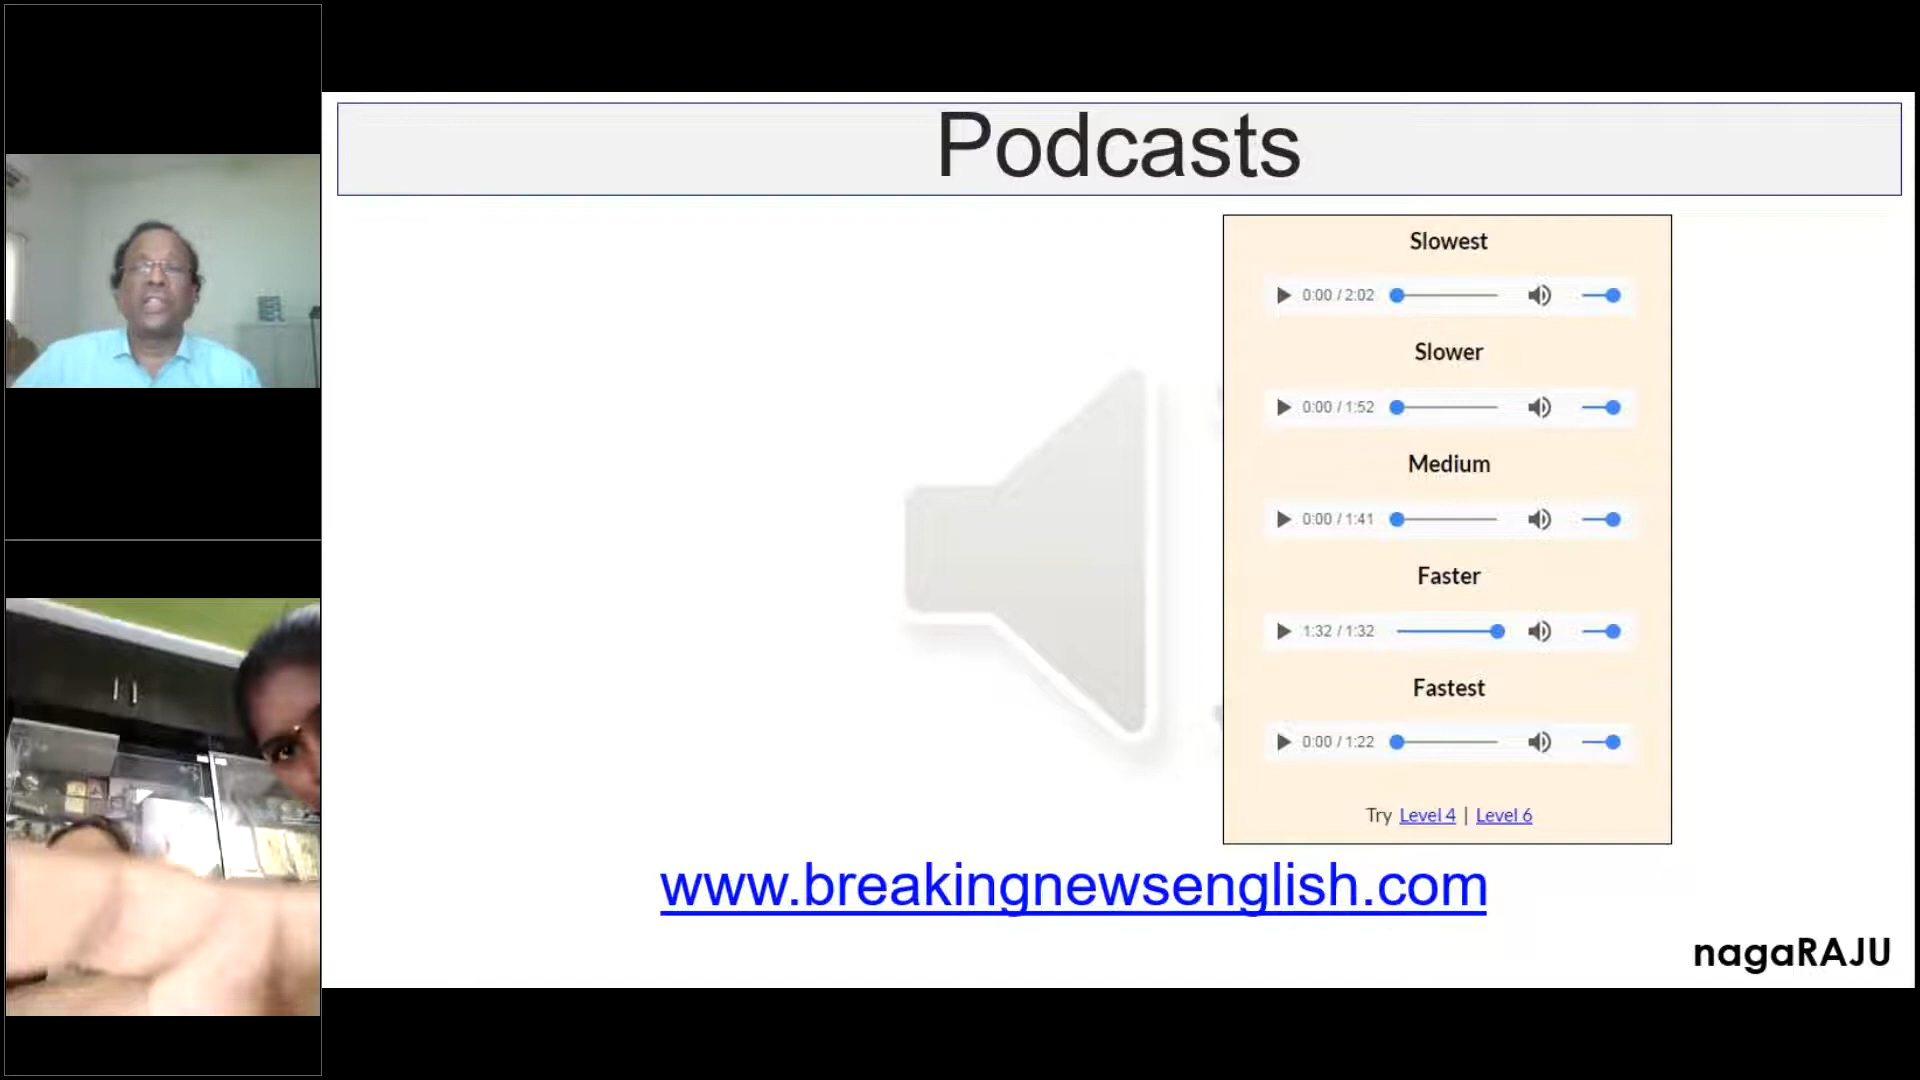 Podcasts
Slowest
0:00 / 2:02
Slower
0:00 / 1:52
Medium
0:00 / 1:41
Faster
1:32 / 1:32
Fastest
0:00 / 1:22
Try Level 4 | Level 6
www.breakingnewsenglish.com
nagaRAJU